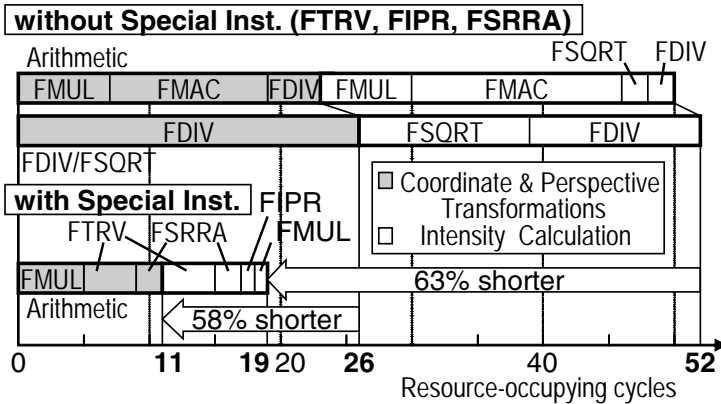 without Special Inst. (FTRV, FIPR, FSRRA)
Arithmetic FSQRT FDIV
FMUL FMAC FDIV FMUL FMAC
FDIV FSQRT FDIV
FDIV/FSQRT
with Special Inst. FIPR
FTRV FSRRA FMUL
Coordinate & Perspective
Transformations
Intensity Calculation
FMUL
63% shorter
Arithmetic
58% shorter
0 11 19 20 26 40 52
Resource-occupying cycles